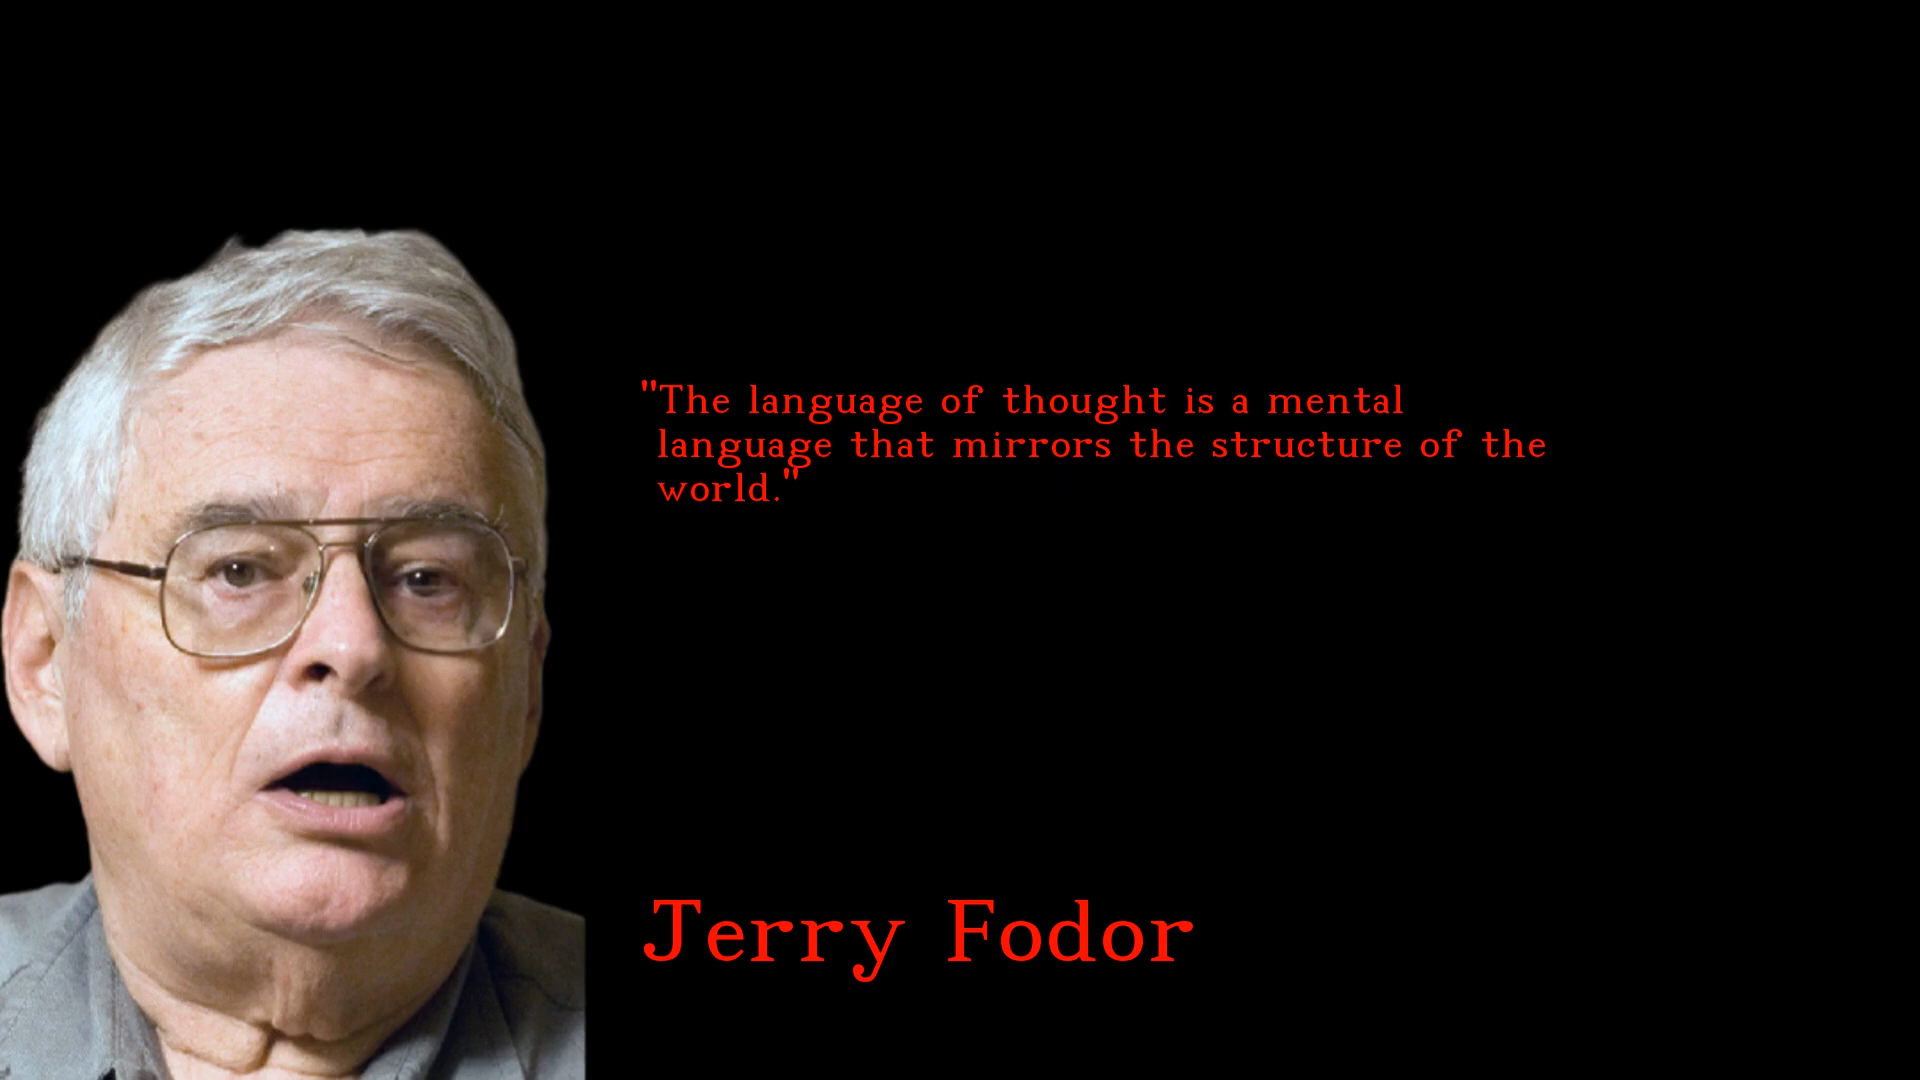 "The language of thought is a mental
language that mirrors the structure of the
world."
Jerry Fodor